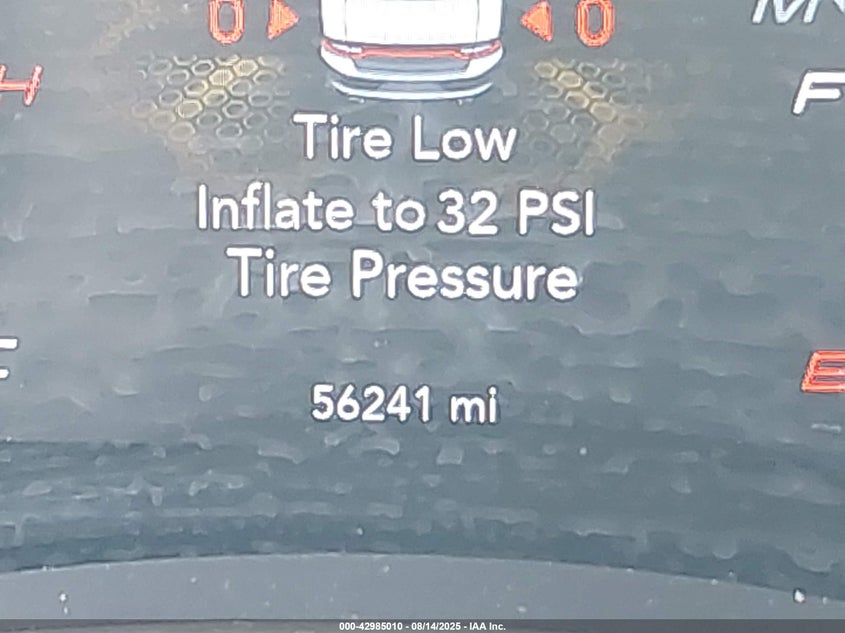 0 0
H F
Tire Low
Inflate to 32 PSI
Tire Pressure
E
56241 mi
000-42985010 - 08/14/2025 - IAA Inc.